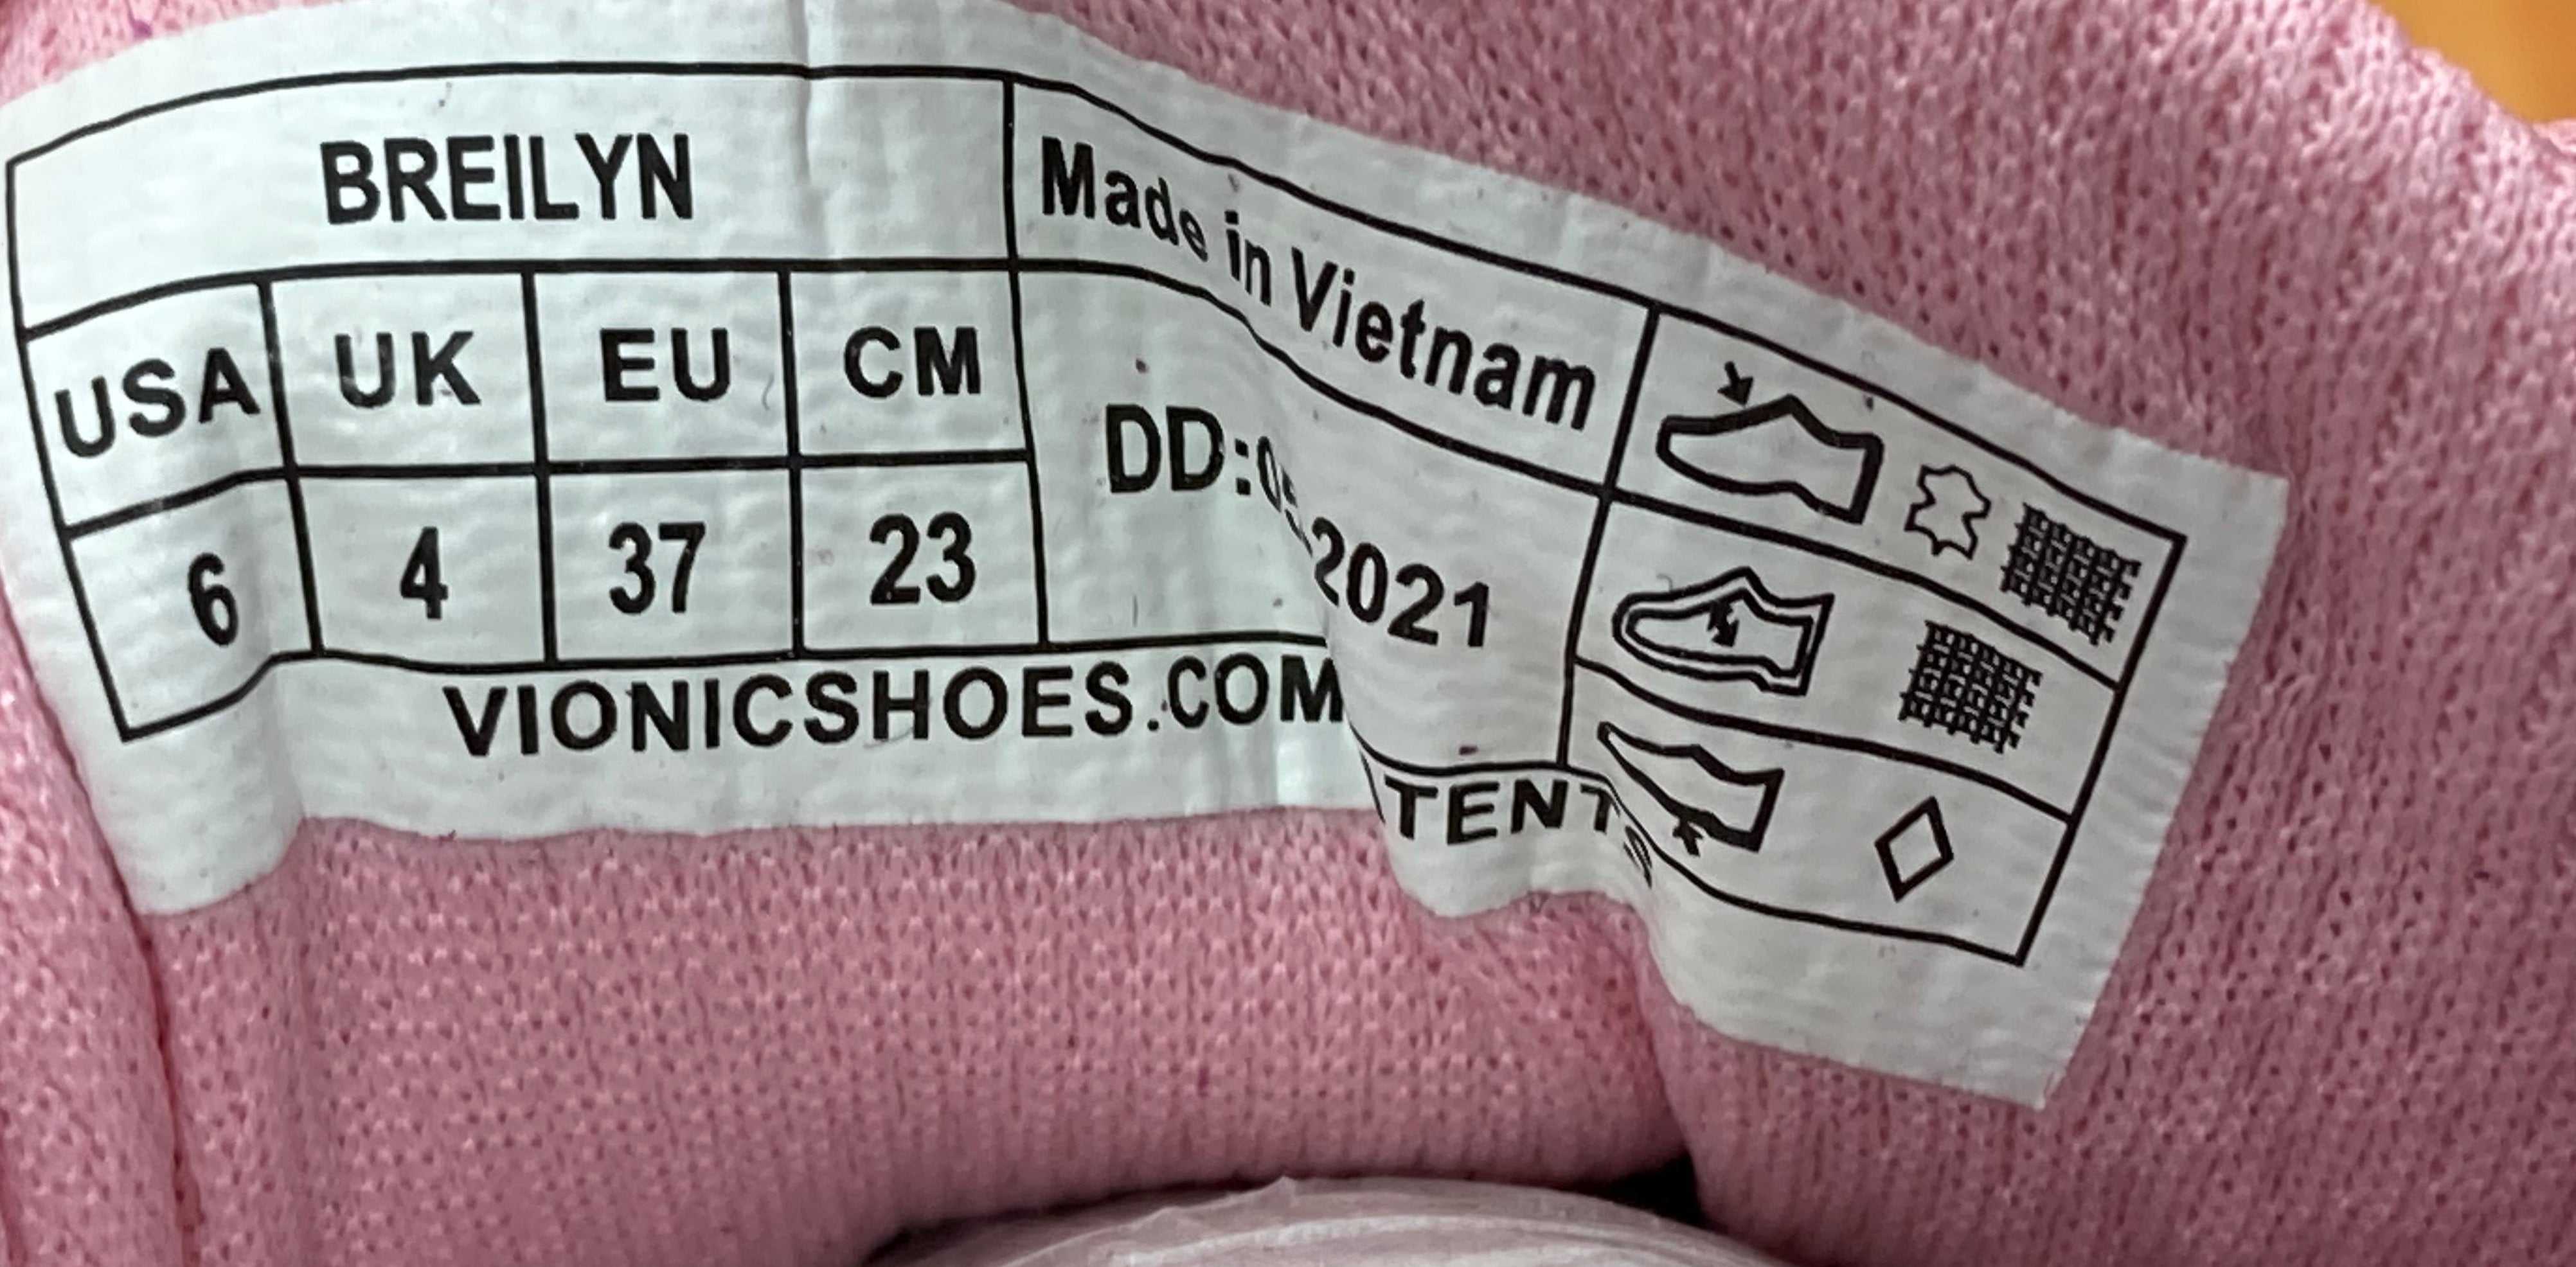 BREILYN
Made in Vietnam
USA UK EU CM
6 4 37 23
DD: 2021
VIONICSHOES.COM